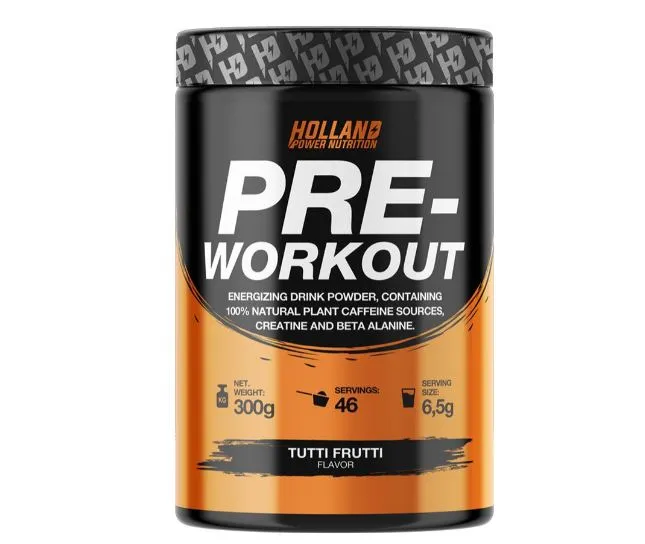 HOLLAND
POWER NUTRITION
PRE-
WORKOUT
ENERGIZING DRINK POWDER, CONTAINING
100% NATURAL PLANT CAFFEINE SOURCES,
CREATINE AND BETA ALANINE.
KG
NET.
WEIGHT:
300g
SERVINGS:
46
SERVING
SIZE:
6,5g
TUTTI FRUTTI
FLAVOR